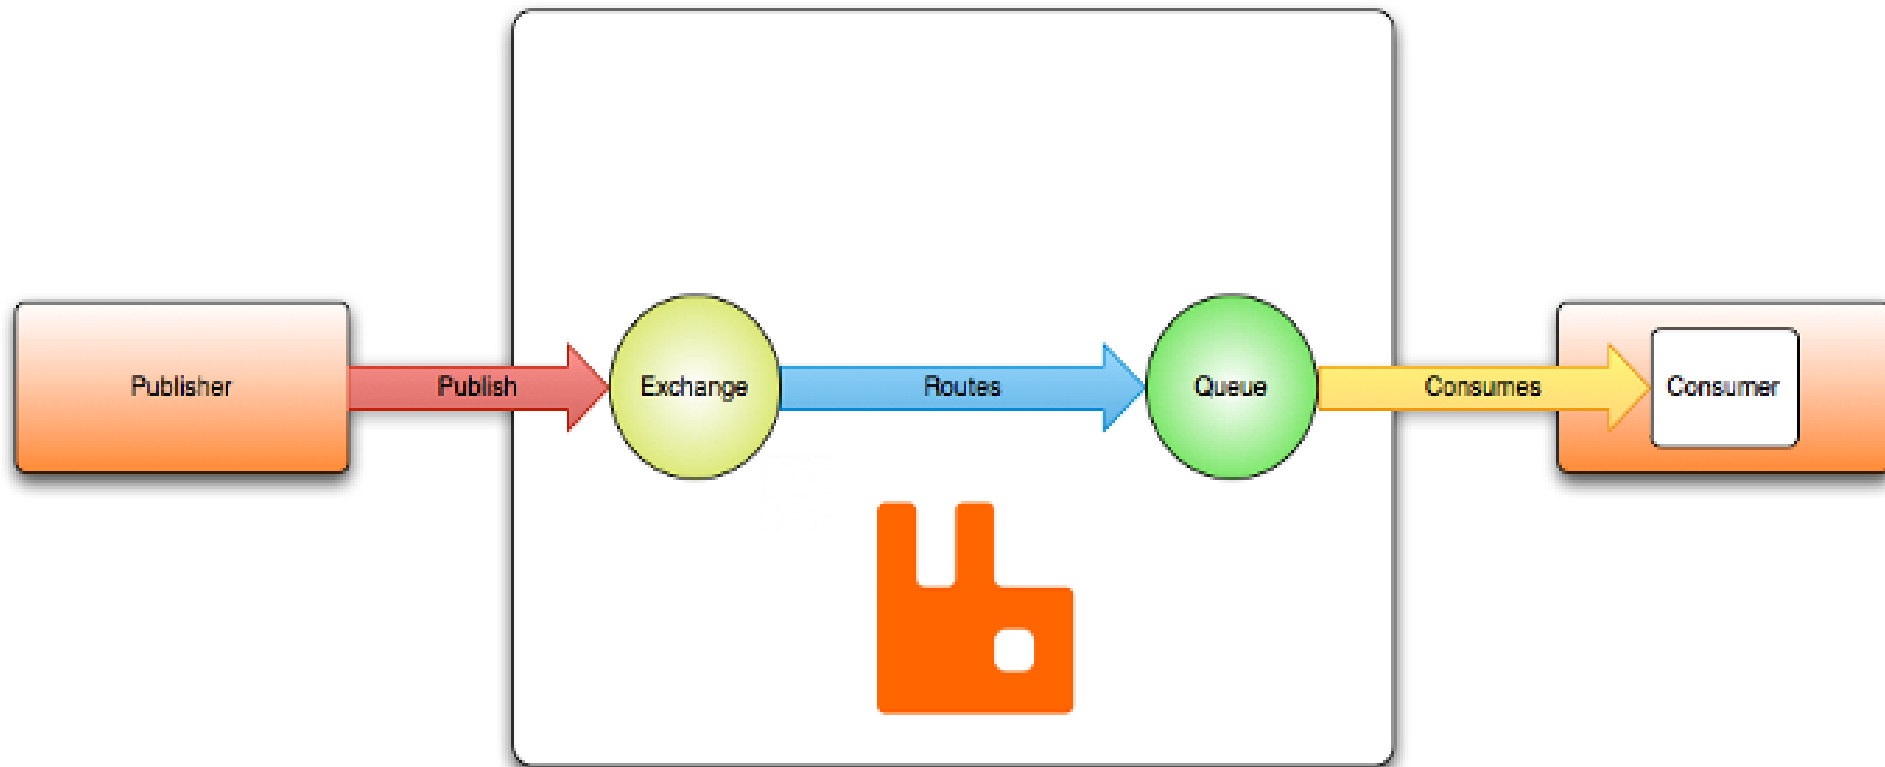 Publisher
Publish
Exchange
Routes
Queue
Consumes
Consumer